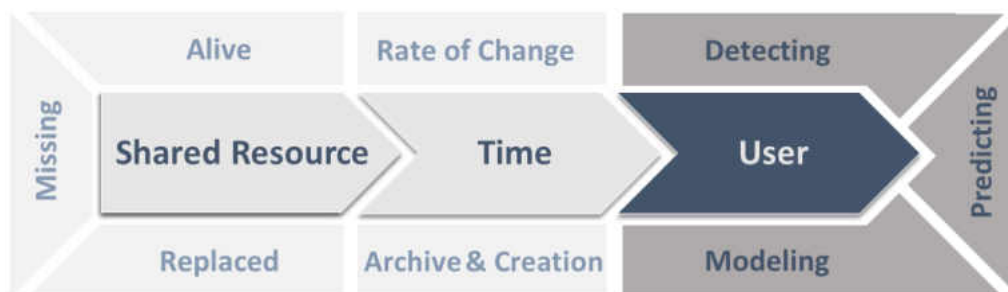 Alive
Rate of Change
Detecting
Missing
Shared Resource
Time
User
Predicting
Replaced
Archive & Creation
Modeling